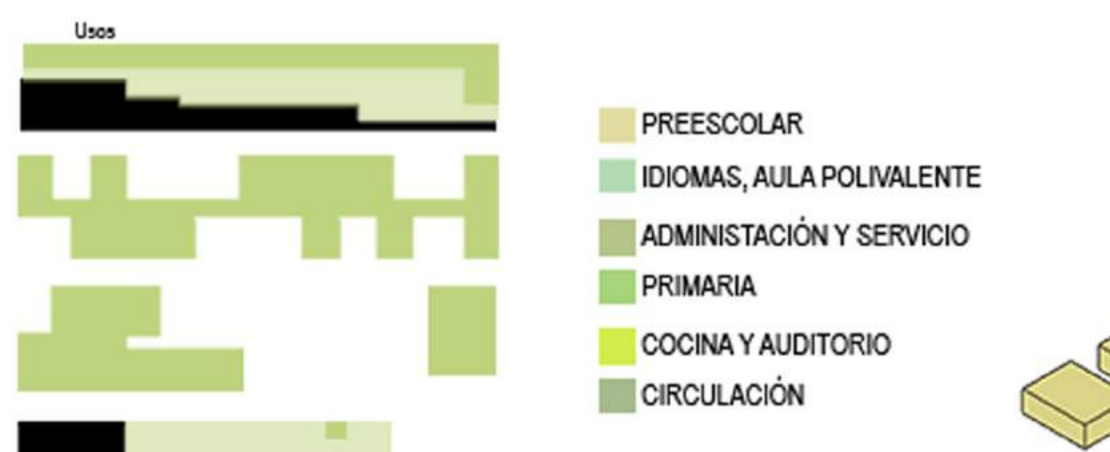 Usos
PREESCOLAR
IDIOMAS, AULA POLIVALENTE
ADMINISTACIÓN Y SERVICIO
PRIMARIA
COCINA Y AUDITORIO
CIRCULACIÓN